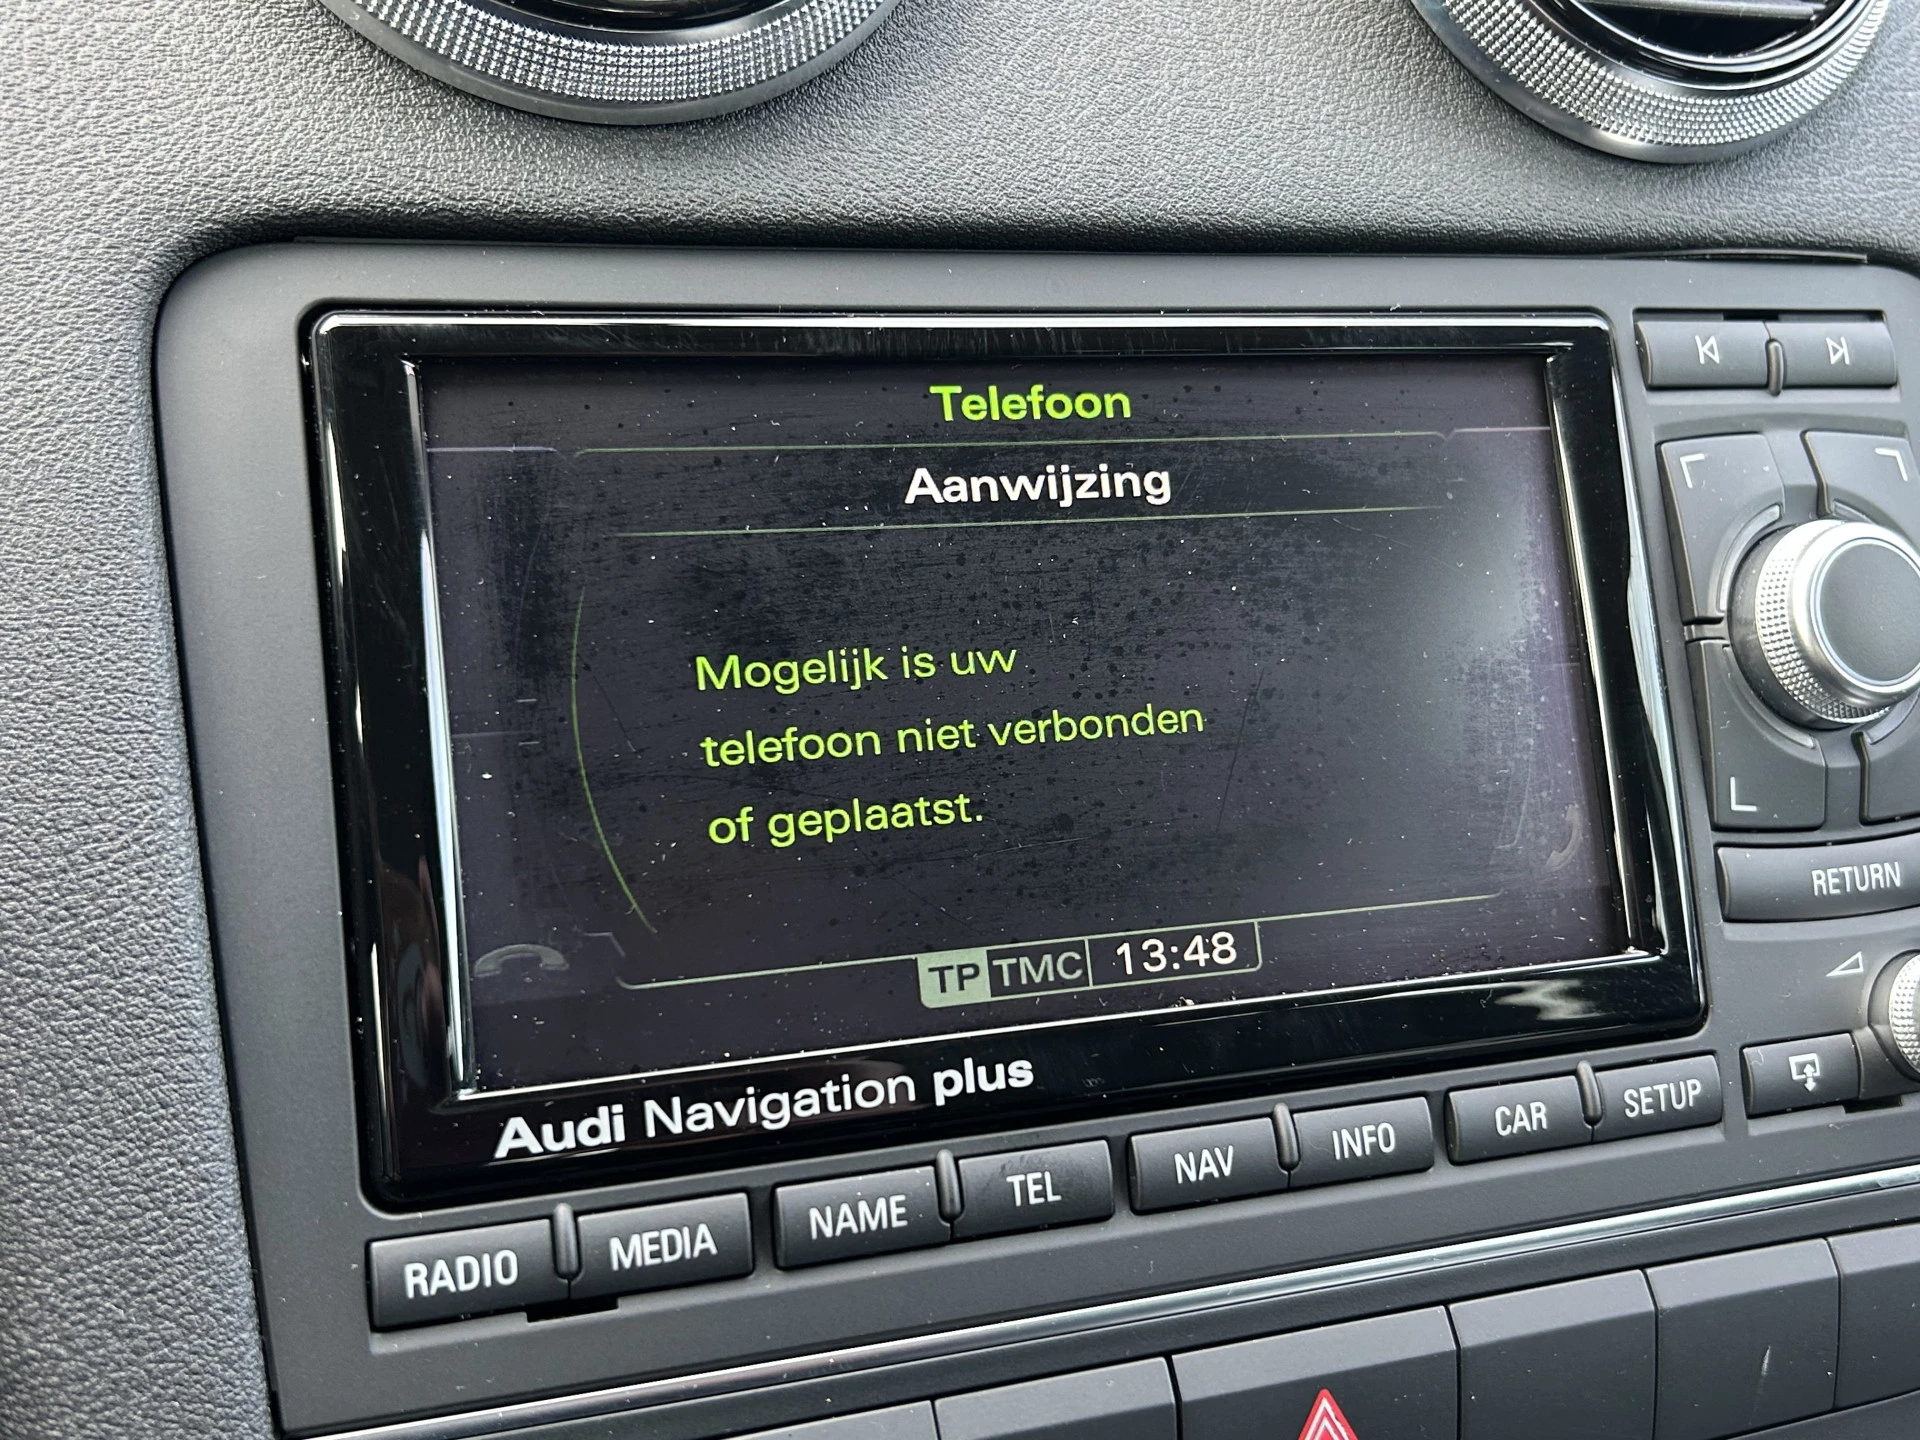 Telefoon
Aanwijzing
Mogelijk is uw
telefoon niet verbonden
of geplaatst.
TP TMC 13:48
Audi Navigation plus
RETURN
RADIO MEDIA NAME TEL NAV INFO CAR SETUP